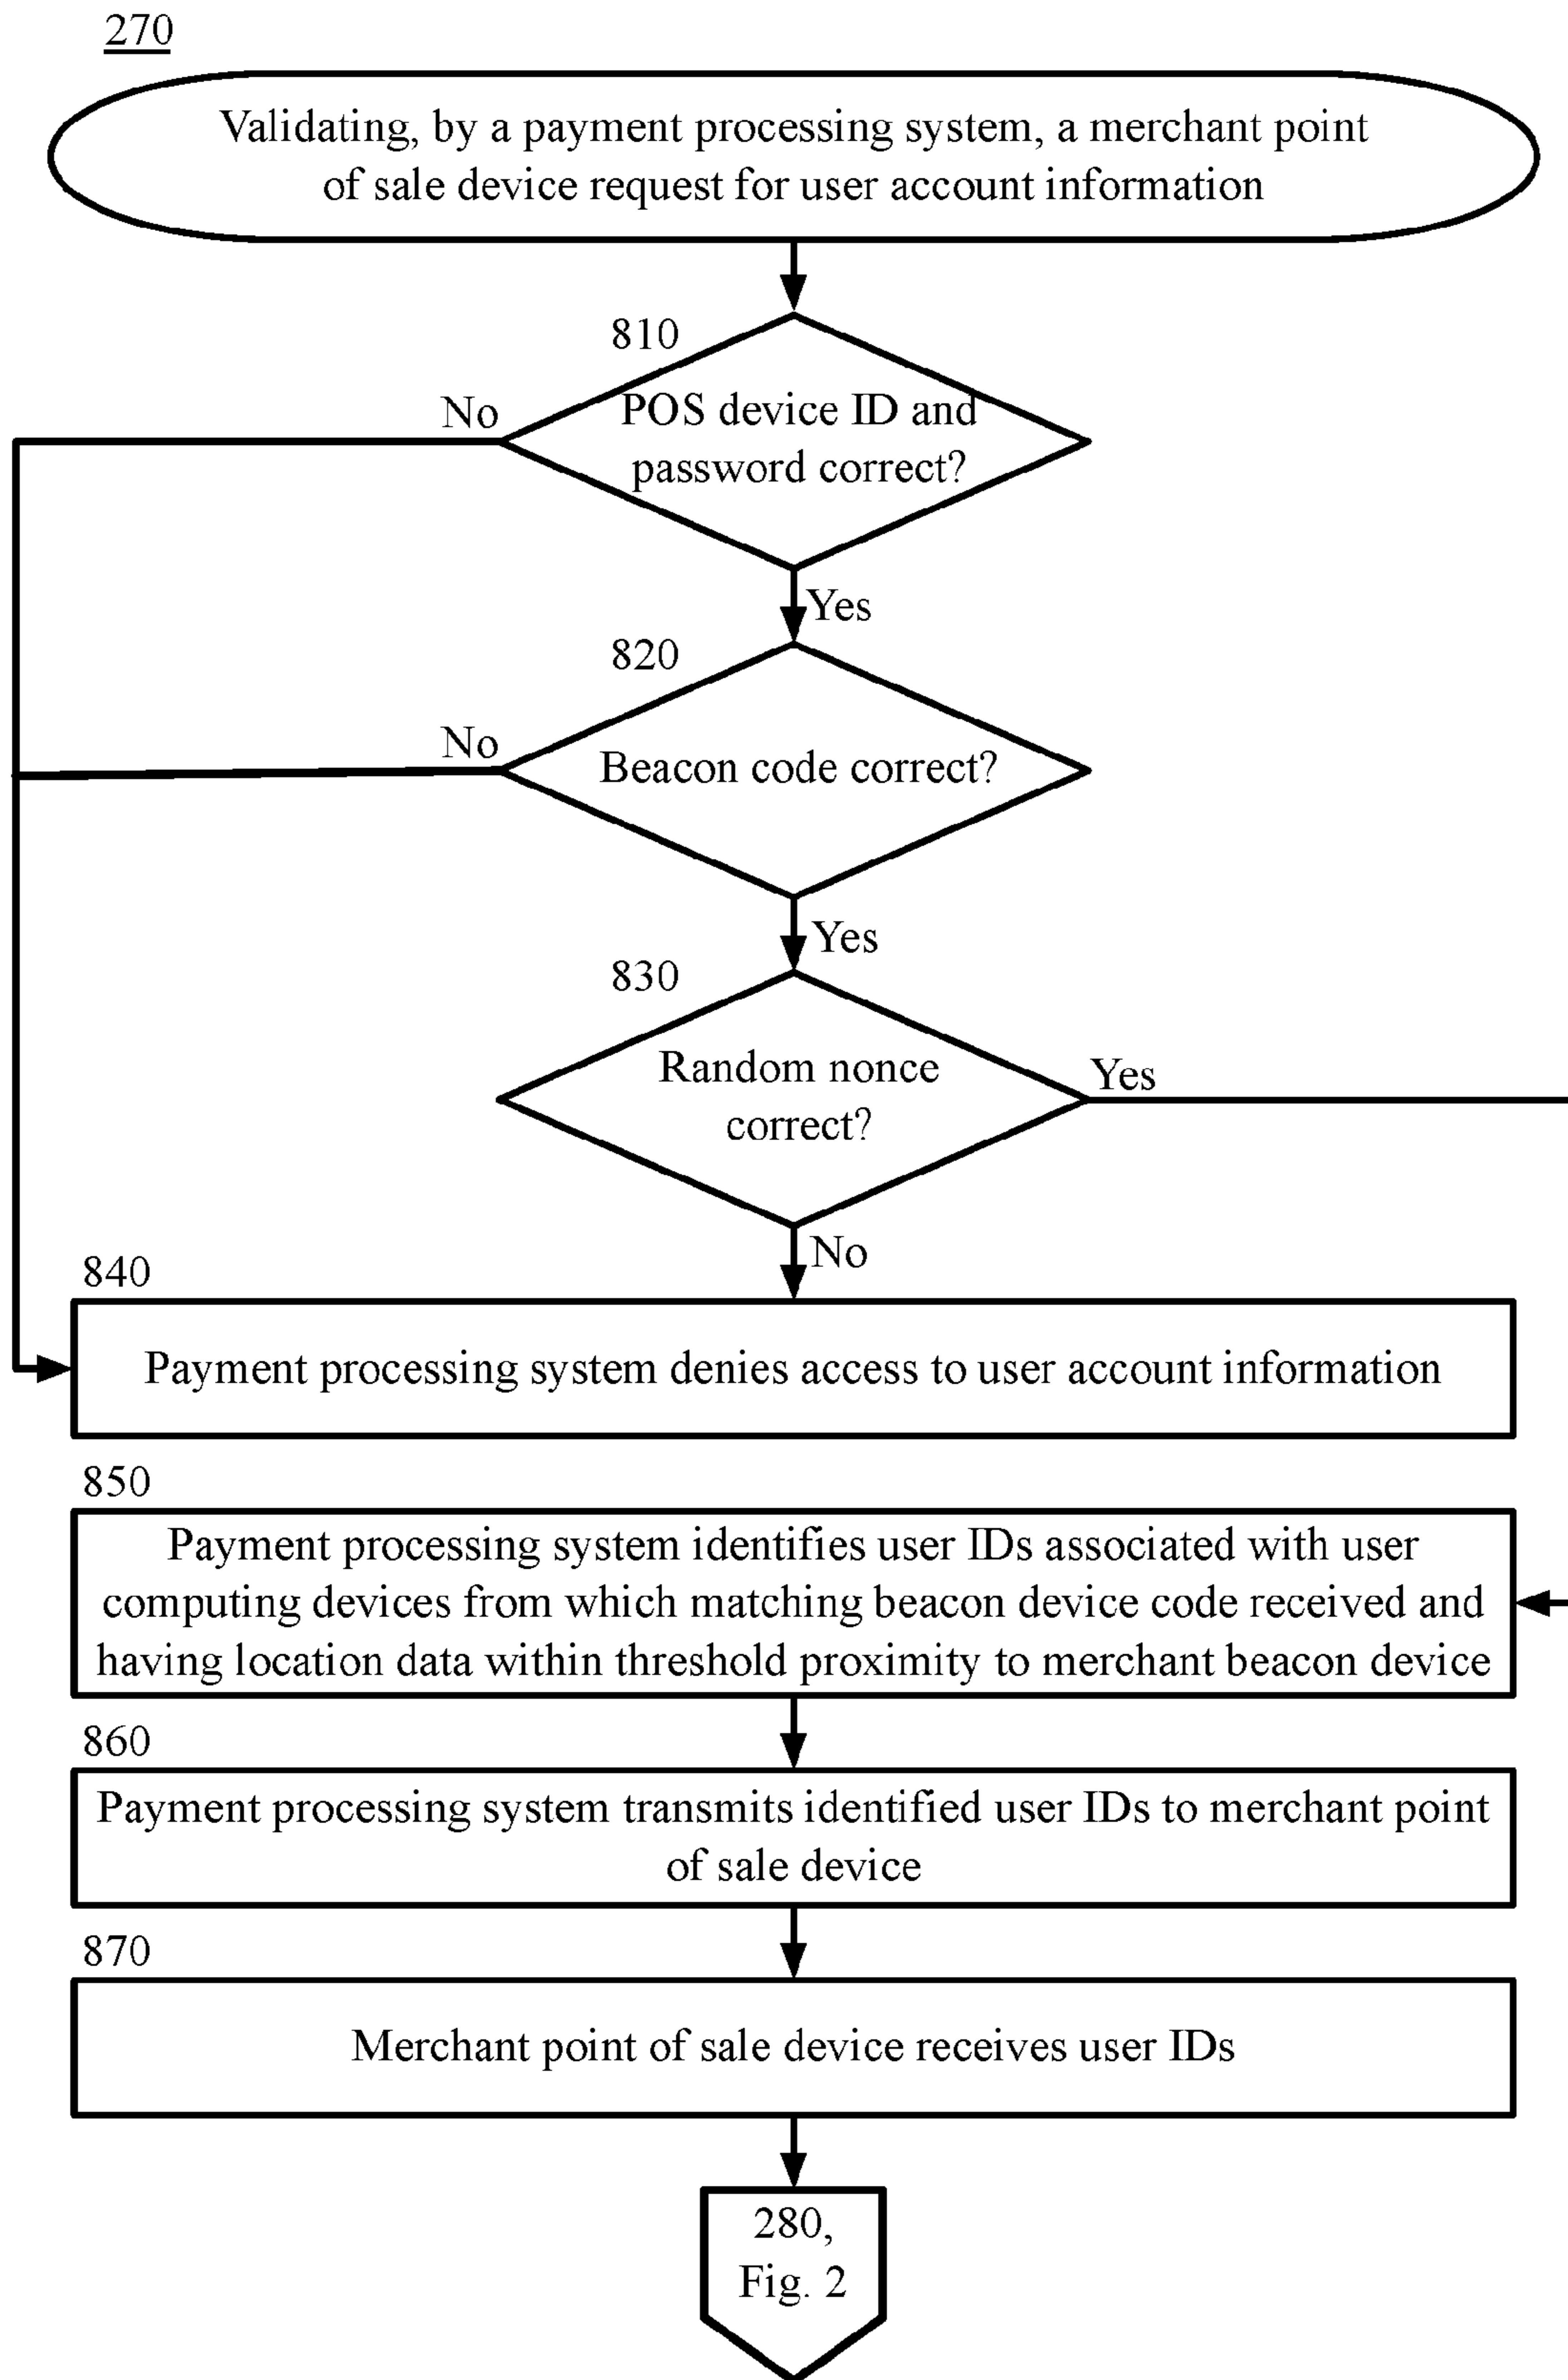 270
Validating, by a payment processing system, a merchant point
of sale device request for user account information
810
No
POS device ID and
password correct?
Yes
820
No
Beacon code correct?
Yes
830
Random nonce
correct?
Yes
No
840
Payment processing system denies access to user account information
850
Payment processing system identifies user IDs associated with user
computing devices from which matching beacon device code received and
having location data within threshold proximity to merchant beacon device
860
Payment processing system transmits identified user IDs to merchant point
of sale device
870
Merchant point of sale device receives user IDs
280,
Fig. 2